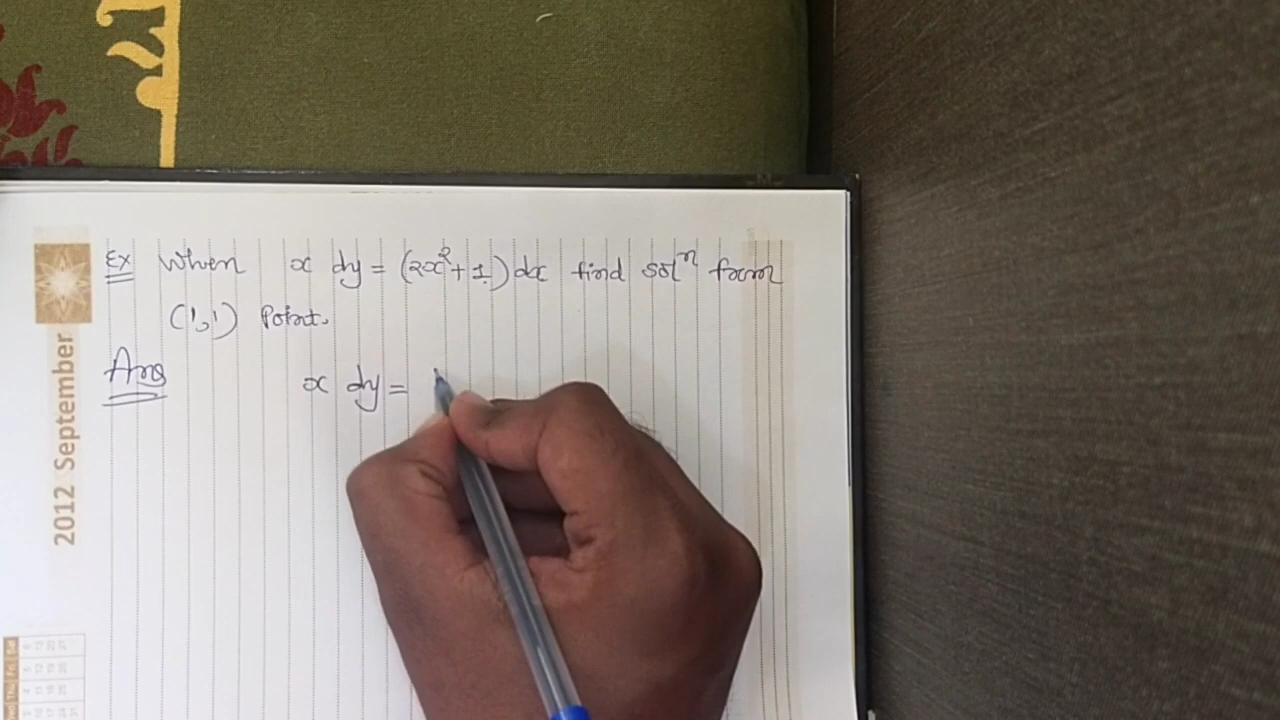 Ex When x dy = (2x²+1)dx find solⁿ from
(1,1) Point.
Ans x dy =
2012 September